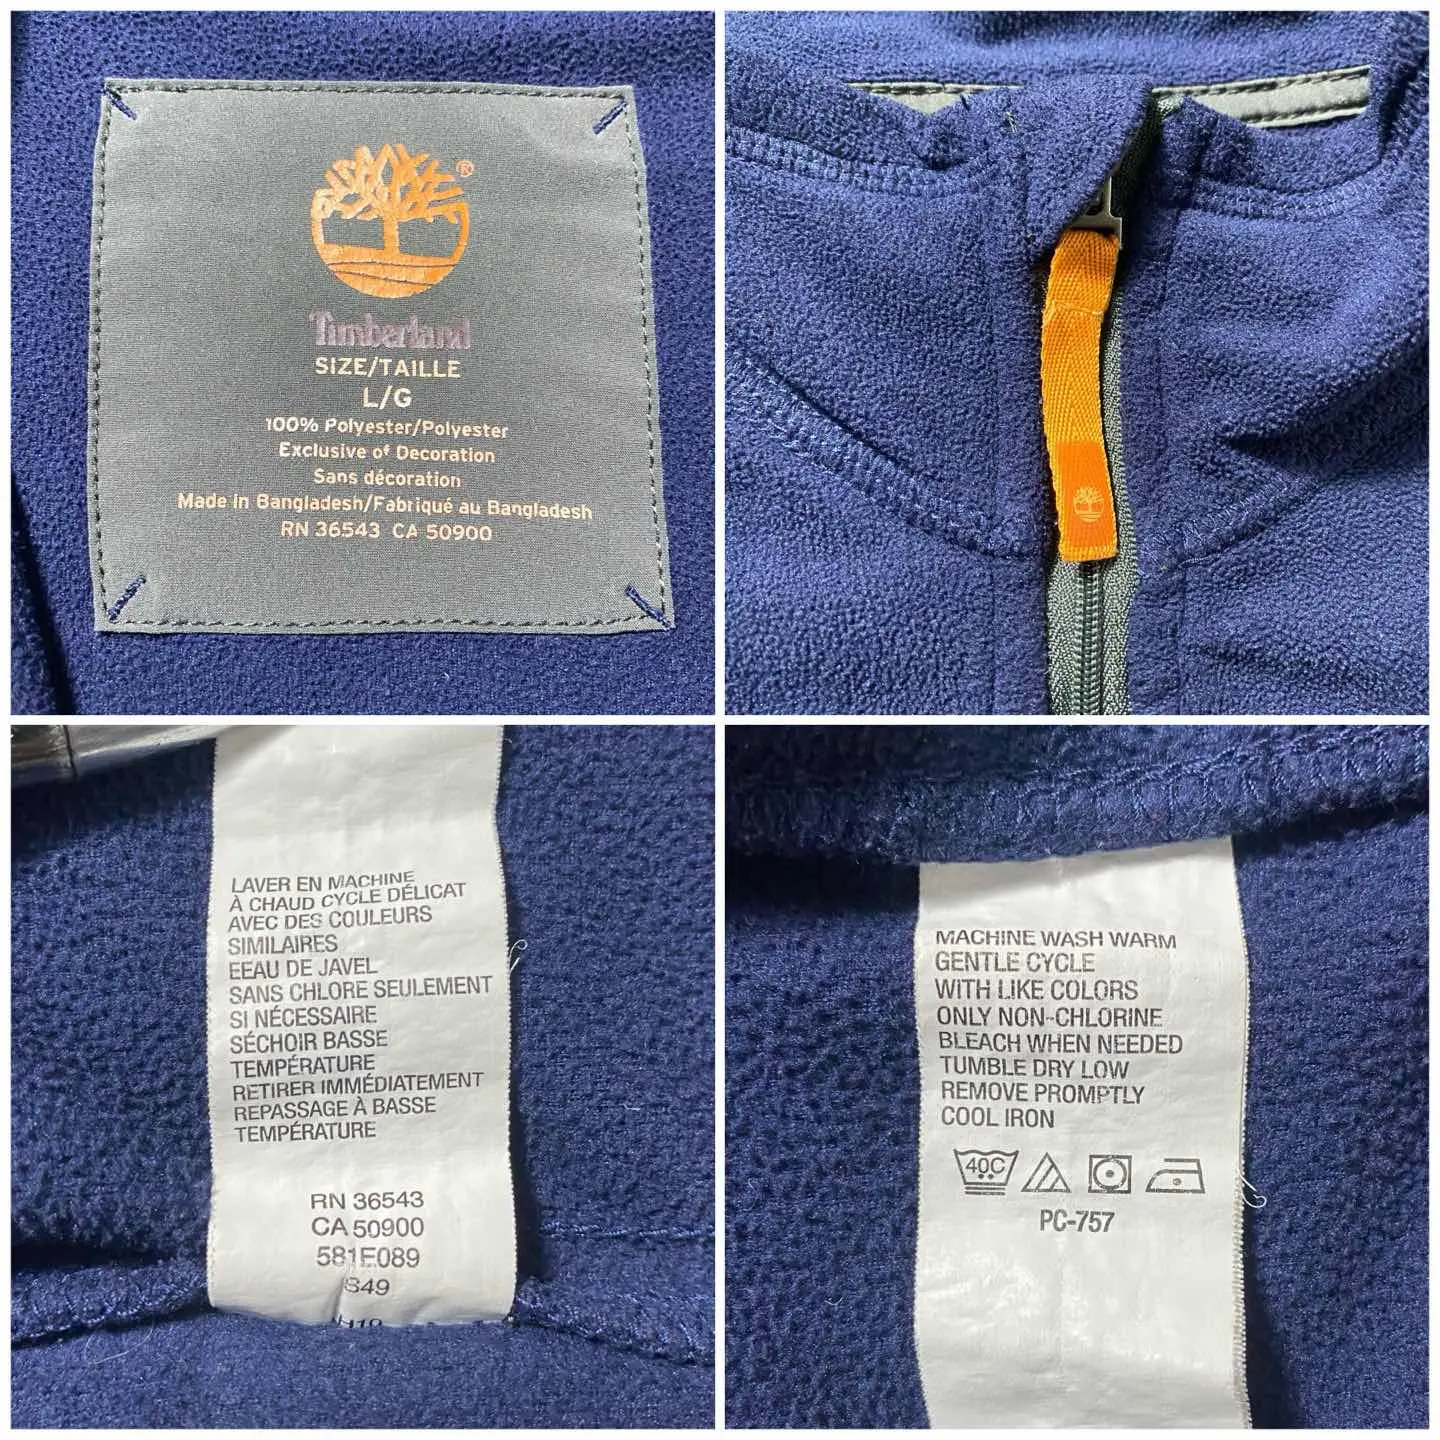 ®
Timberland
SIZE/TAILLE
L/G
100% Polyester/Polyester
Exclusive of Decoration
Sans décoration
Made in Bangladesh/Fabriqué au Bangladesh
RN 36543 CA 50900
LAVER EN MACHINE
À CHAUD CYCLE DÉLICAT
AVEC DES COULEURS
SIMILAIRES
EEAU DE JAVEL
SANS CHLORE SEULEMENT
SI NÉCESSAIRE
SÉCHOIR BASSE
TEMPÉRATURE
RETIRER IMMÉDIATEMENT
REPASSAGE À BASSE
TEMPÉRATURE
RN 36543
CA 50900
581E089
S49
MACHINE WASH WARM
GENTLE CYCLE
WITH LIKE COLORS
ONLY NON-CHLORINE
BLEACH WHEN NEEDED
TUMBLE DRY LOW
REMOVE PROMPTLY
COOL IRON
40C
PC-757